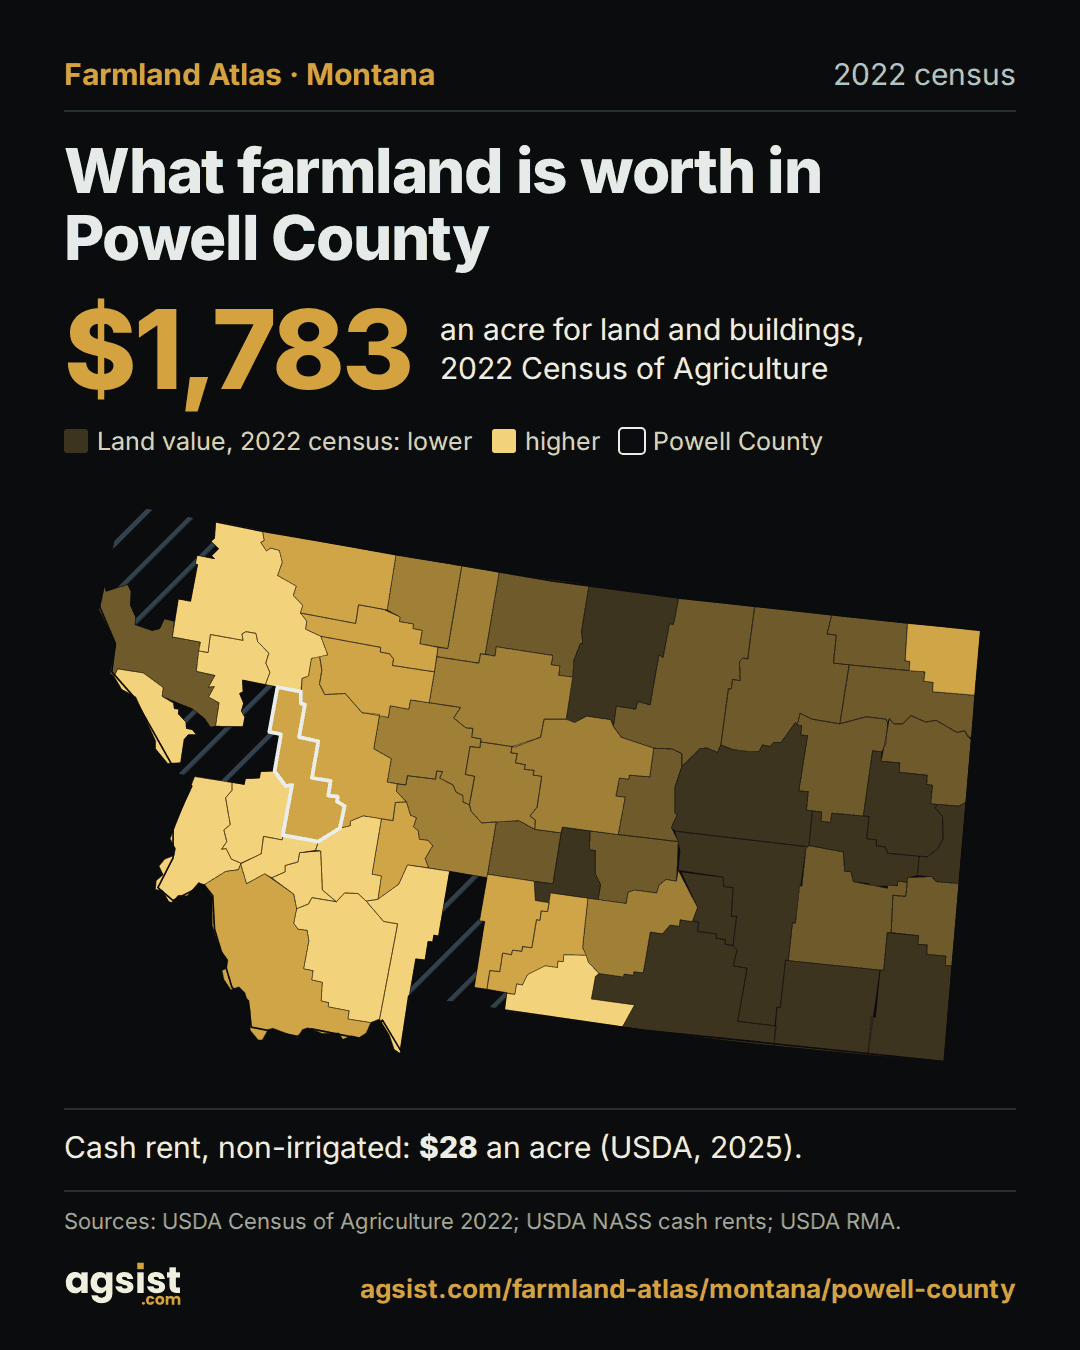 Farmland Atlas · Montana
2022 census
What farmland is worth in
Powell County
$1,783
an acre for land and buildings,
2022 Census of Agriculture
Land value, 2022 census: lower
higher
Powell County
Cash rent, non-irrigated: $28 an acre (USDA, 2025).
Sources: USDA Census of Agriculture 2022; USDA NASS cash rents; USDA RMA.
agsist
.com
agsist.com/farmland-atlas/montana/powell-county